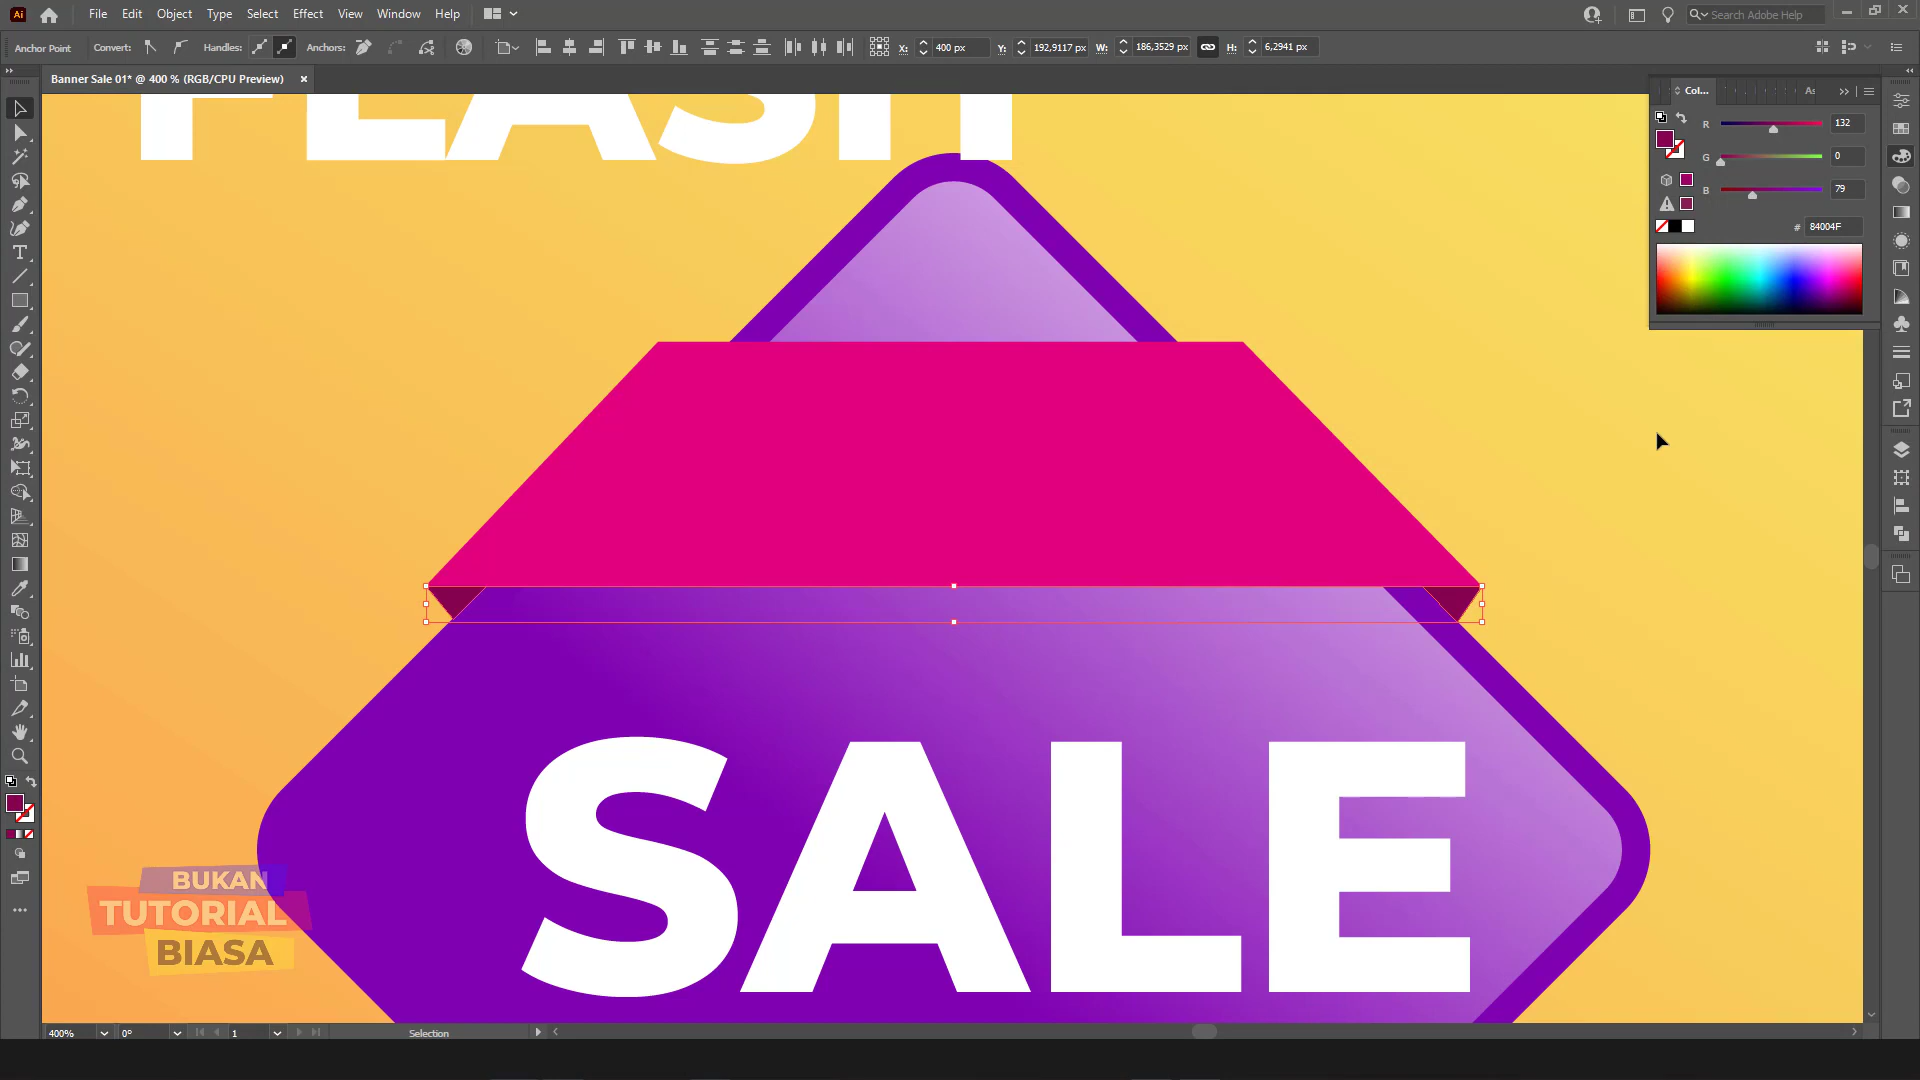 Ai File Edit Object Type Select Effect View Window Help Search Adobe Help
Anchor Point Convert: Handles: Anchors: X: 400 px Y: 192,9117 px W: 186,3529 px H: 6,2941 px
Banner Sale 01* @ 400 % (RGB/CPU Preview)
Col...
R 132
G 0
B 79
# 84004F
FLASH
SALE
BUKAN
TUTORIAL
BIASA
400% 0° 1 Selection